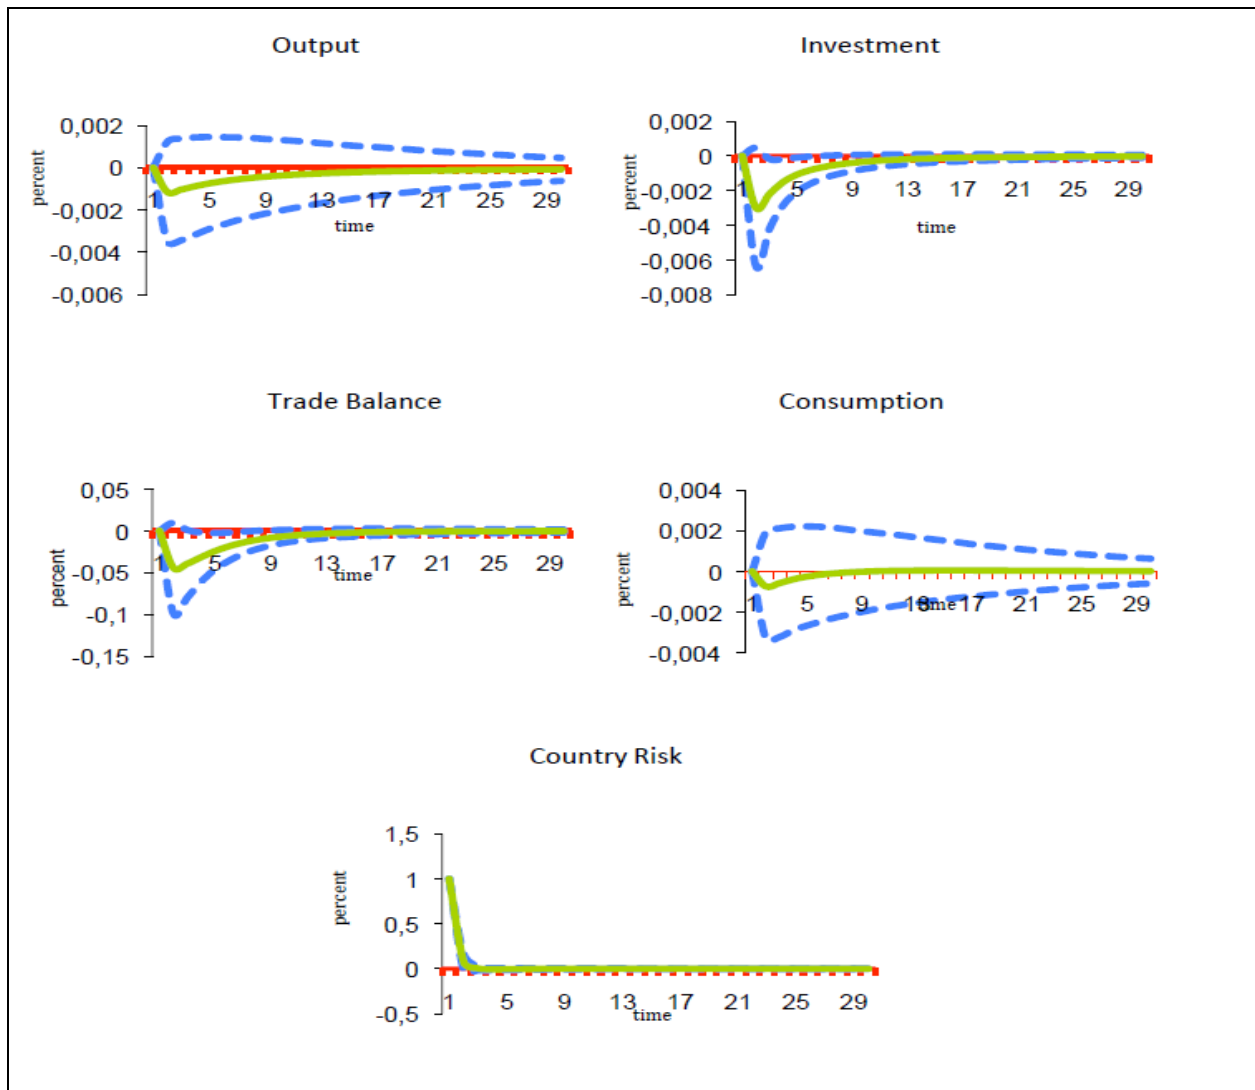 Output
0,002
0
-0,002
-0,004
-0,006
percent
1 5 9 13 17 21 25 29
time
Investment
0,002
0
-0,002
-0,004
-0,006
-0,008
percent
1 5 9 13 17 21 25 29
time
Trade Balance
0,05
0
-0,05
-0,1
-0,15
percent
1 5 9 13 17 21 25 29
time
Consumption
0,004
0,002
0
-0,002
-0,004
percent
1 5 9 13 17 21 25 29
time
Country Risk
1,5
1
0,5
0
-0,5
percent
1 5 9 13 17 21 25 29
time